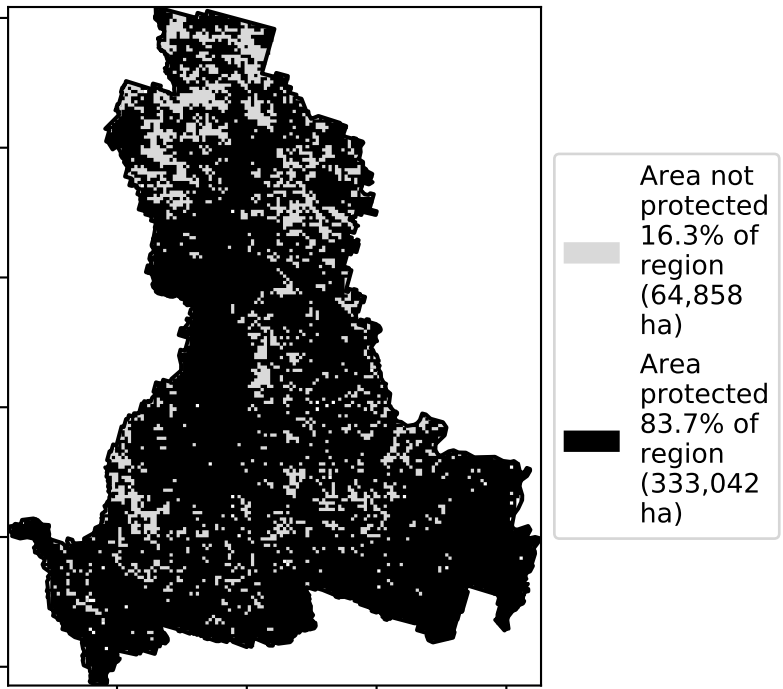 Area not
protected
16.3% of
region
(64,858
ha)
Area
protected
83.7% of
region
(333,042
ha)